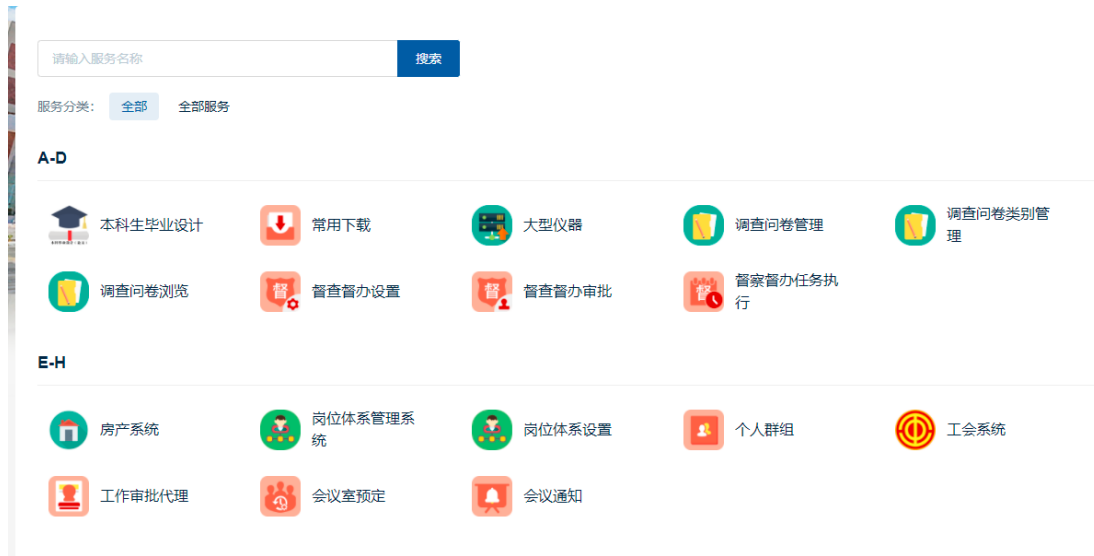 请输入服务名称
搜索
服务分类：
全部
全部服务
A-D
本科生毕业设计
常用下载
大型仪器
调查问卷管理
调查问卷类别管
理
调查问卷浏览
督
督查督办设置
督
督查督办审批
督
督察督办任务执
行
E-H
房产系统
岗位体系管理系
统
岗位体系设置
个人群组
工会系统
工作审批代理
会议室预定
会议通知